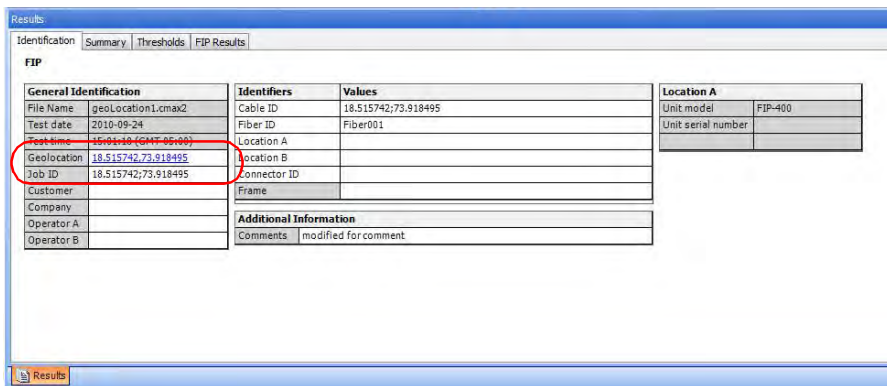 Results
Identification Summary Thresholds FIP Results
FIP
General Identification
File Name geoLocation1.cmax2
Test date 2010-09-24
Test time 15:01:18 (GMT-05:00)
Geolocation 18.515742,73.918495
Job ID 18.515742;73.918495
Customer
Company
Operator A
Operator B
Identifiers Values
Cable ID 18.515742;73.918495
Fiber ID Fiber001
Location A
Location B
Connector ID
Frame
Additional Information
Comments modified for comment
Location A
Unit model FIP-400
Unit serial number
Results